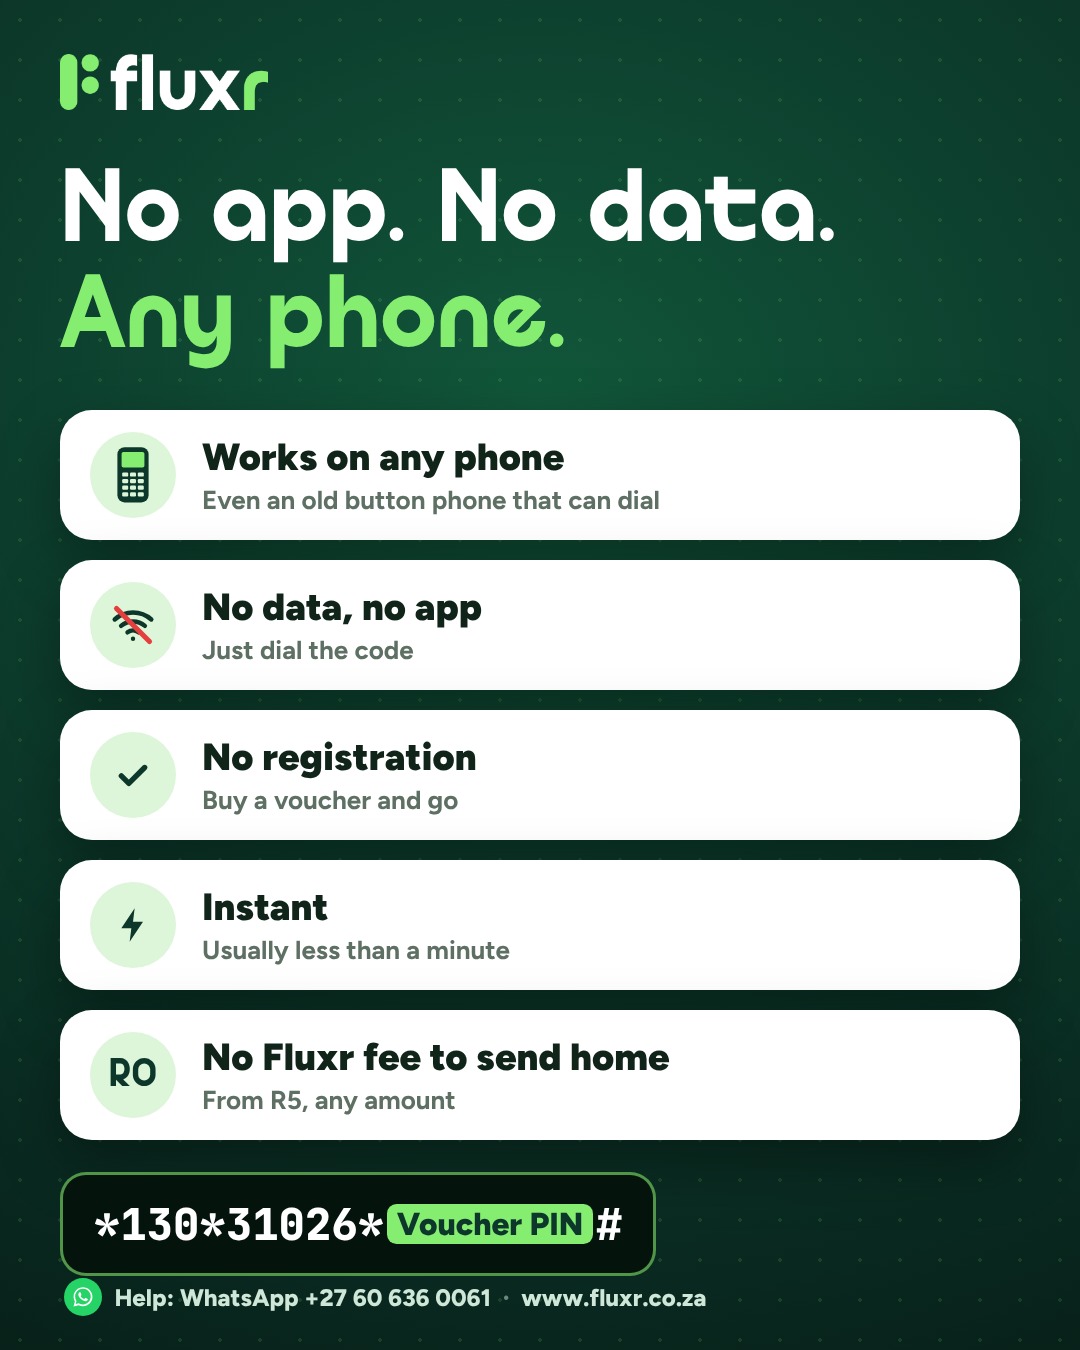 fluxr
No app. No data.
Any phone.
Works on any phone
Even an old button phone that can dial
No data, no app
Just dial the code
No registration
Buy a voucher and go
Instant
Usually less than a minute
R0
No Fluxr fee to send home
From R5, any amount
*130*31026*Voucher PIN#
Help: WhatsApp +27 60 636 0061 · www.fluxr.co.za